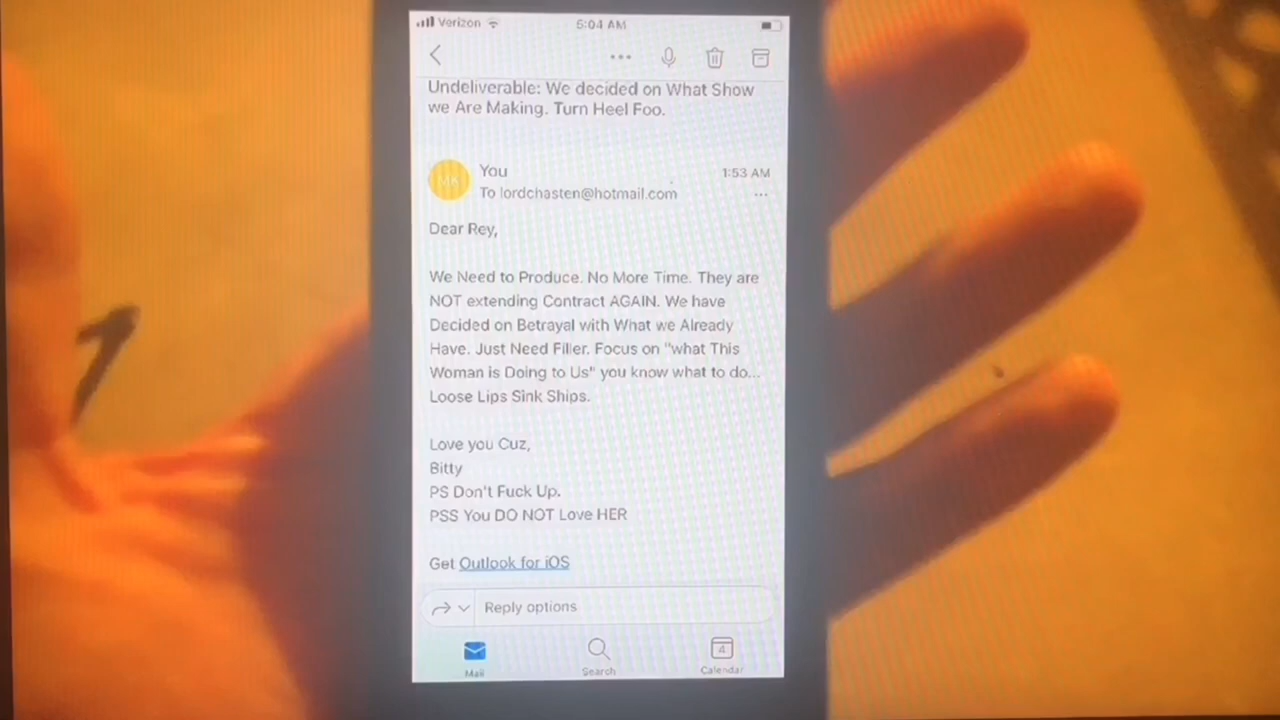 Verizon 5:04 AM
Undeliverable: We decided on What Show
we Are Making. Turn Heel Foo.
MK You 1:53 AM
To lordchasten@hotmail.com
Dear Rey,
We Need to Produce. No More Time. They are
NOT extending Contract AGAIN. We have
Decided on Betrayal with What we Already
Have. Just Need Filler. Focus on "what This
Woman is Doing to Us" you know what to do...
Loose Lips Sink Ships.
Love you Cuz,
Bitty
PS Don't Fuck Up.
PSS You DO NOT Love HER
Get Outlook for iOS
Reply options
4
Mail Search Calendar